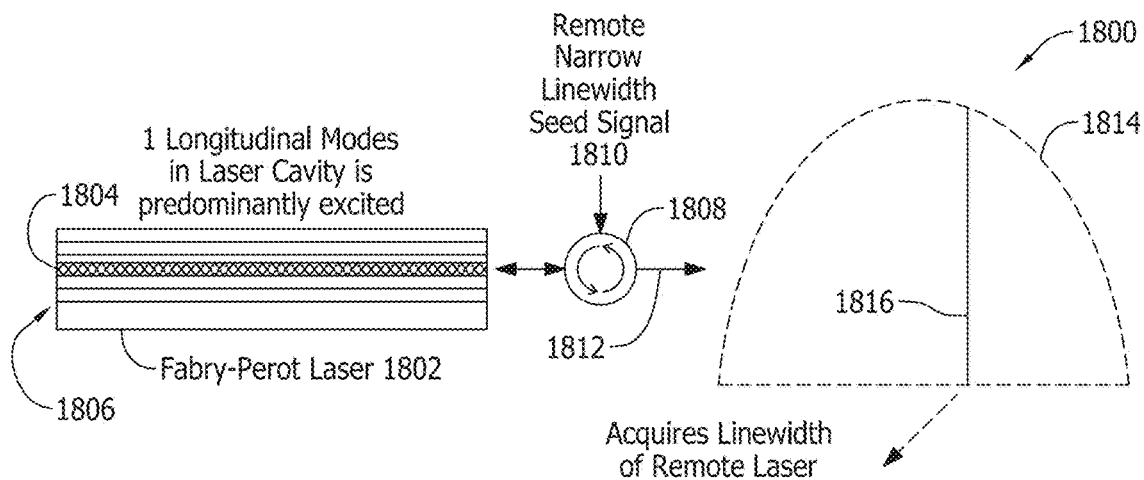 Remote
Narrow
Linewidth
Seed Signal
1810
1800
1814
1 Longitudinal Modes
in Laser Cavity is
predominantly excited
1804
1808
1816
1812
Fabry-Perot Laser 1802
1806
Acquires Linewidth
of Remote Laser